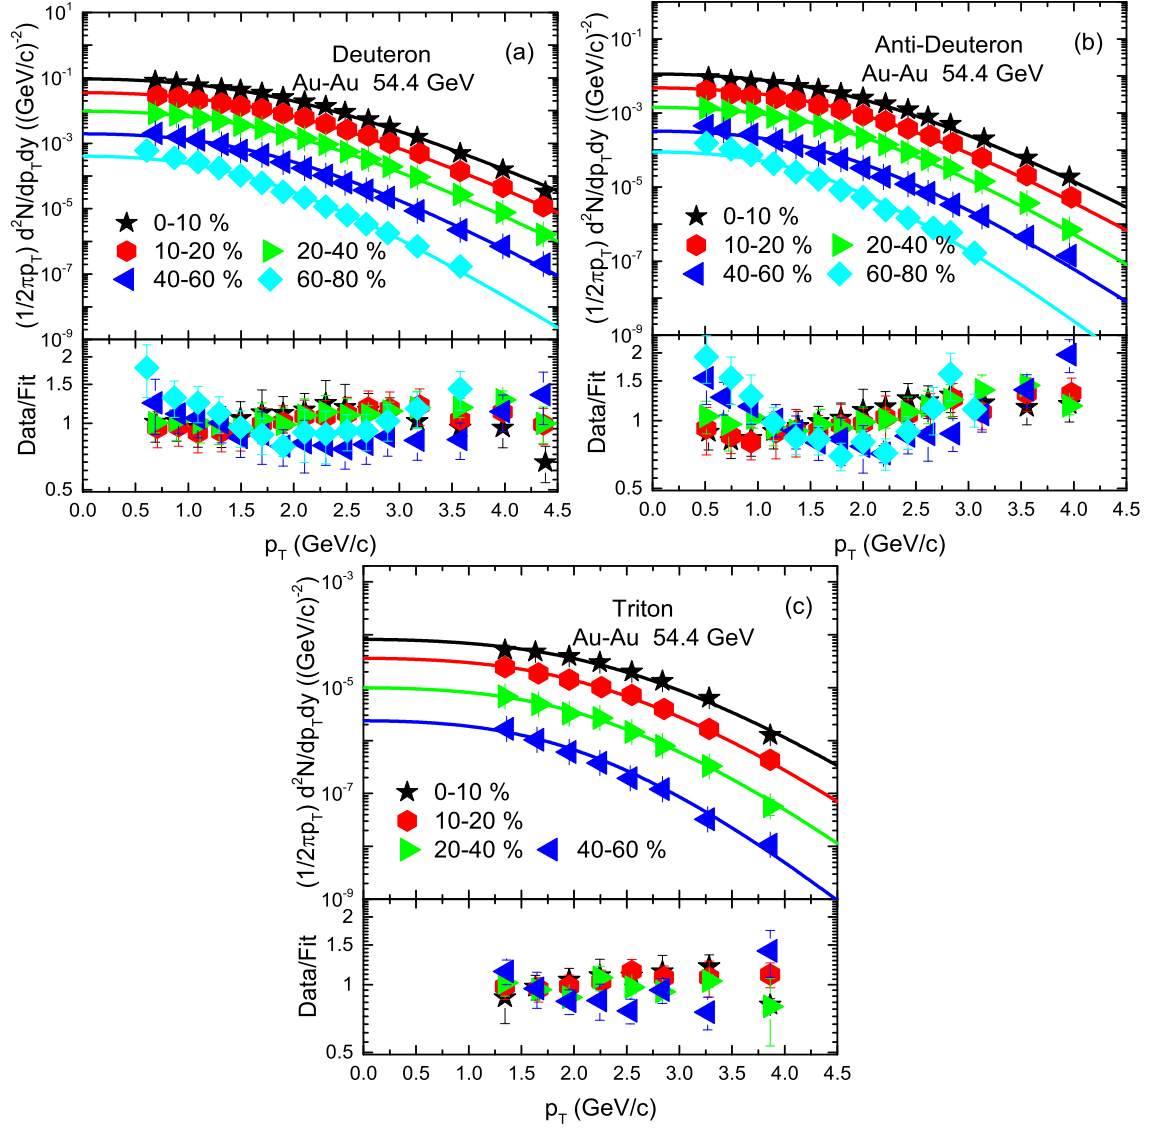 (1/2πp_T) d²N/dp_Tdy ((GeV/c)⁻²)
10¹
10⁻¹
10⁻³
10⁻⁵
10⁻⁷
10⁻⁹
Deuteron
(a)
Au-Au 54.4 GeV
0-10 %
10-20 %
20-40 %
40-60 %
60-80 %
Data/Fit
2
1.5
1
0.5
0.0 0.5 1.0 1.5 2.0 2.5 3.0 3.5 4.0 4.5
p_T (GeV/c)
(1/2πp_T) d²N/dp_Tdy ((GeV/c)⁻²)
10⁻¹
10⁻³
10⁻⁵
10⁻⁷
10⁻⁹
Anti-Deuteron
(b)
Au-Au 54.4 GeV
0-10 %
10-20 %
20-40 %
40-60 %
60-80 %
Data/Fit
2
1.5
1
0.5
0.0 0.5 1.0 1.5 2.0 2.5 3.0 3.5 4.0 4.5
p_T (GeV/c)
(1/2πp_T) d²N/dp_Tdy ((GeV/c)⁻²)
10⁻³
10⁻⁵
10⁻⁷
10⁻⁹
Triton
(c)
Au-Au 54.4 GeV
0-10 %
10-20 %
20-40 %
40-60 %
Data/Fit
2
1.5
1
0.5
0.0 0.5 1.0 1.5 2.0 2.5 3.0 3.5 4.0 4.5
p_T (GeV/c)